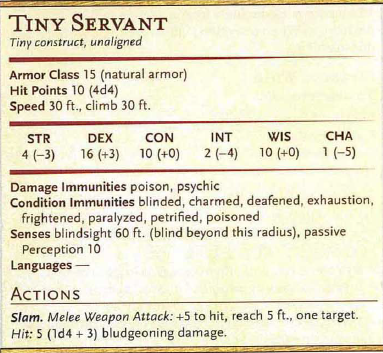 TINY SERVANT
Tiny construct, unaligned
Armor Class 15 (natural armor)
Hit Points 10 (4d4)
Speed 30 ft., climb 30 ft.
STR DEX CON INT WIS CHA
4 (–3) 16 (+3) 10 (+0) 2 (–4) 10 (+0) 1 (–5)
Damage Immunities poison, psychic
Condition Immunities blinded, charmed, deafened, exhaustion,
frightened, paralyzed, petrified, poisoned
Senses blindsight 60 ft. (blind beyond this radius), passive
Perception 10
Languages —
ACTIONS
Slam. Melee Weapon Attack: +5 to hit, reach 5 ft., one target.
Hit: 5 (1d4 + 3) bludgeoning damage.